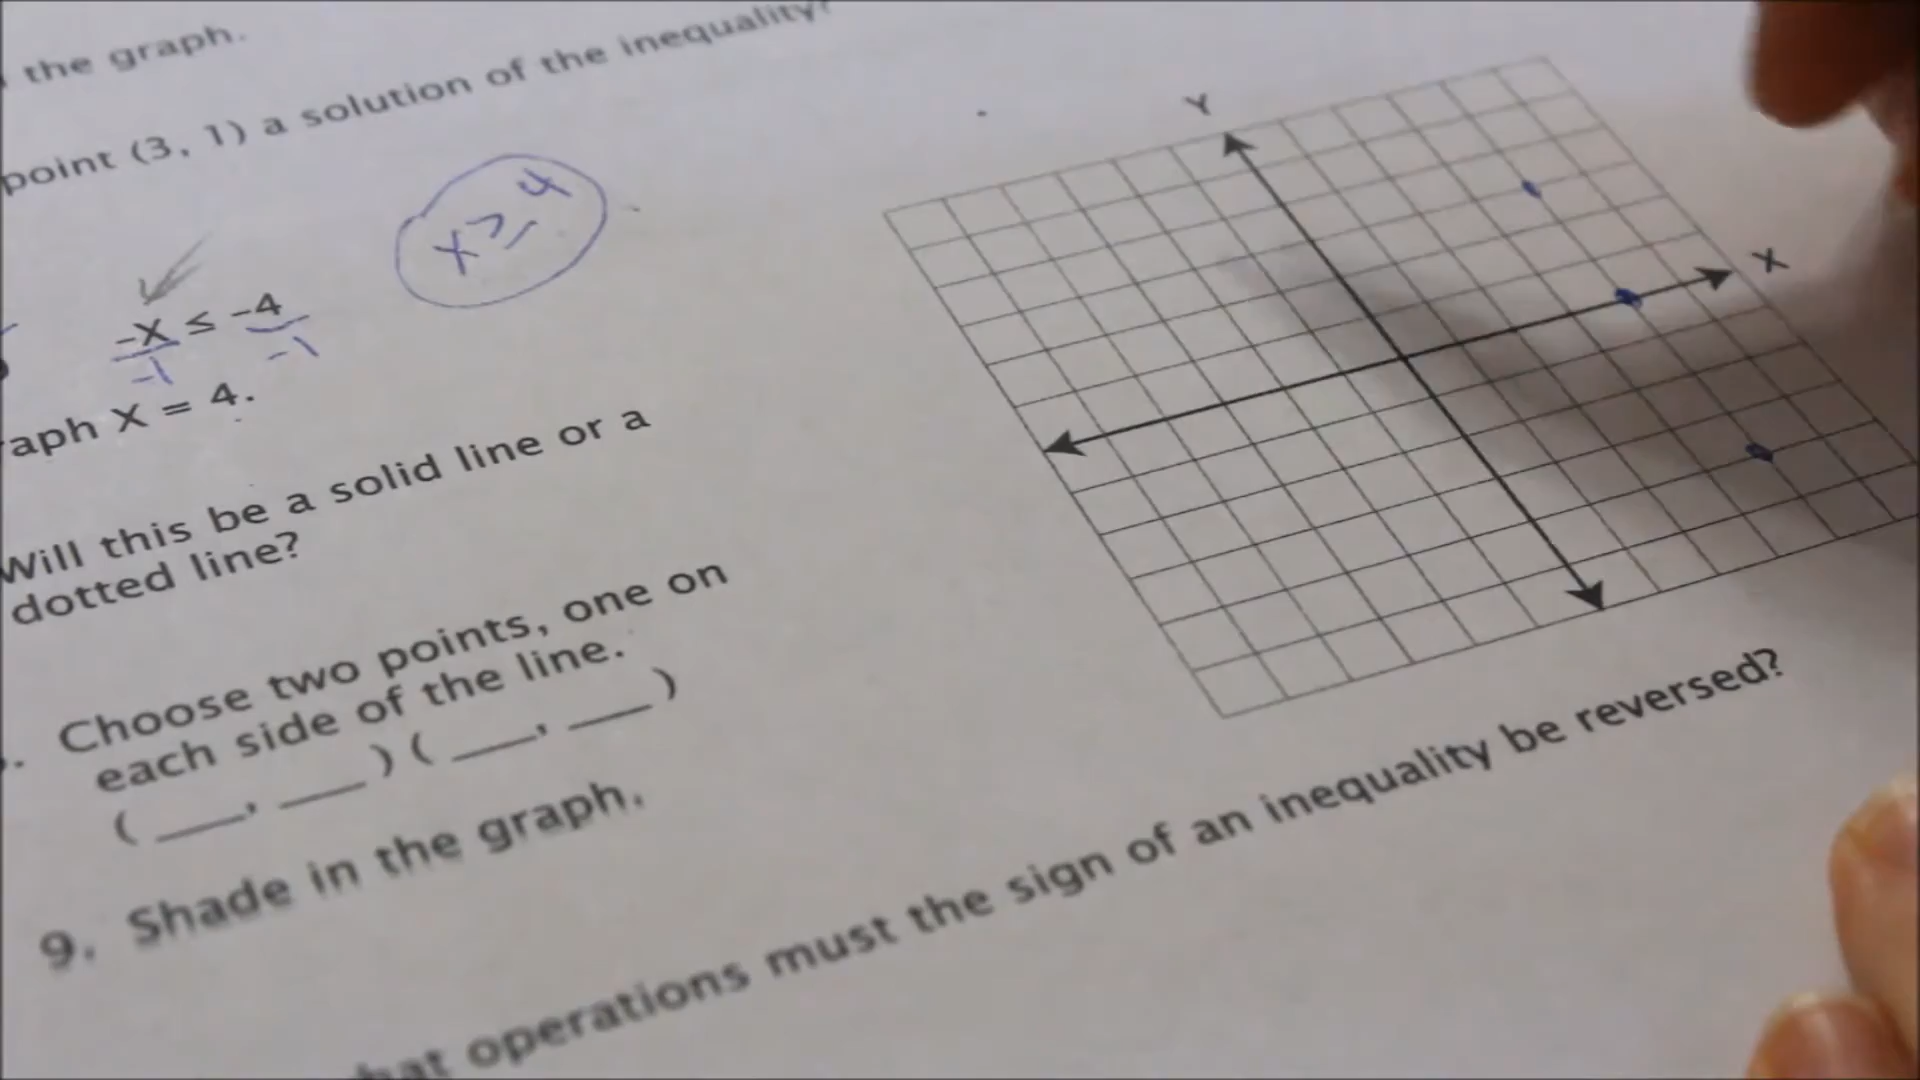 the graph.
point (3, 1) a solution of the inequality?
x ≥ 4
-X ≤ -4
-1 -1
raph X = 4.
Will this be a solid line or a
dotted line?
. Choose two points, one on
each side of the line.
( ___, ___ ) ( ___, ___ )
9. Shade in the graph.
hat operations must the sign of an inequality be reversed?
Y
X